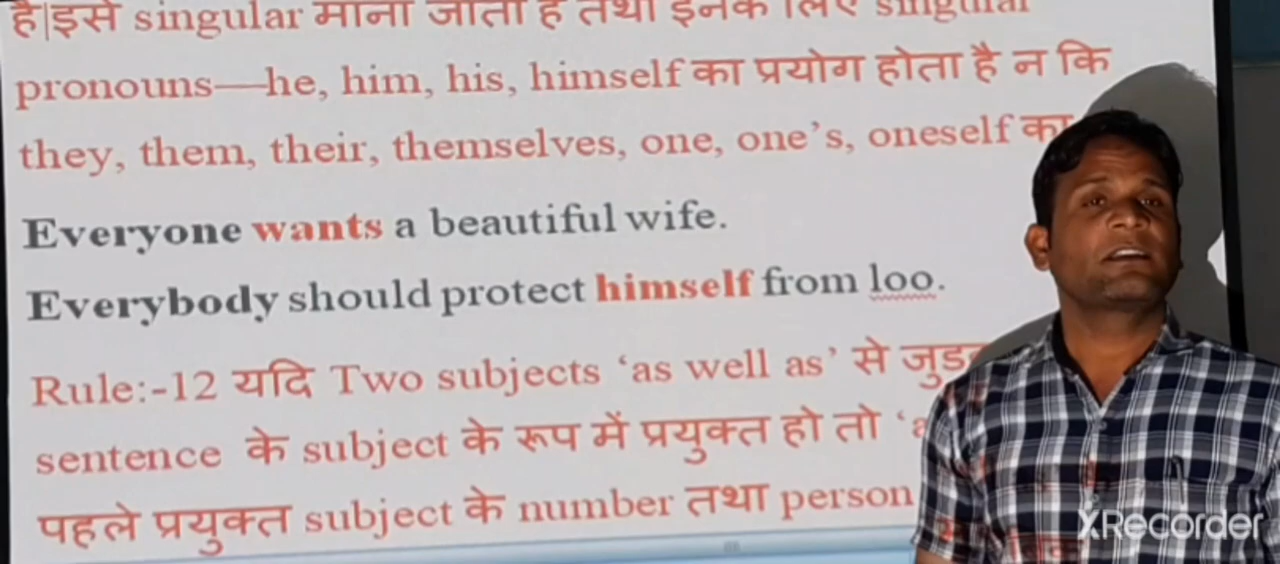 है|इसे singular माना जाता है तथा इनके लिए singular
pronouns—he, him, his, himself का प्रयोग होता है न कि
they, them, their, themselves, one, one's, oneself का
Everyone wants a beautiful wife.
Everybody should protect himself from loo.
Rule:-12 यदि Two subjects 'as well as' से
sentence के subject के रूप में प्रयुक्त हो तो
पहले प्रयुक्त subject के number तथा person
XRecorder